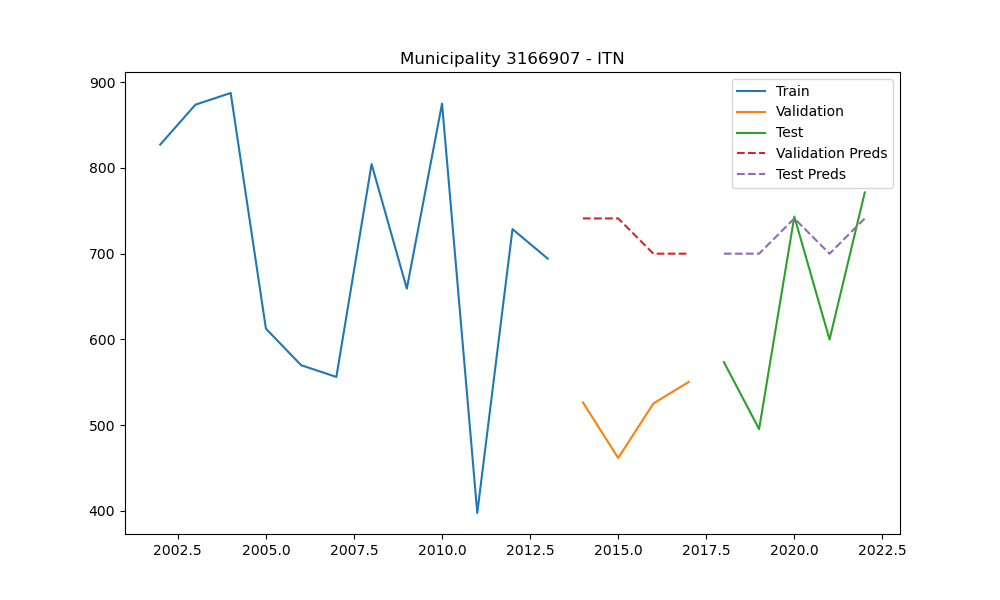 Municipality 3166907 - ITN
900
800
700
600
500
400
Train
Validation
Test
Validation Preds
Test Preds
2002.5 2005.0 2007.5 2010.0 2012.5 2015.0 2017.5 2020.0 2022.5